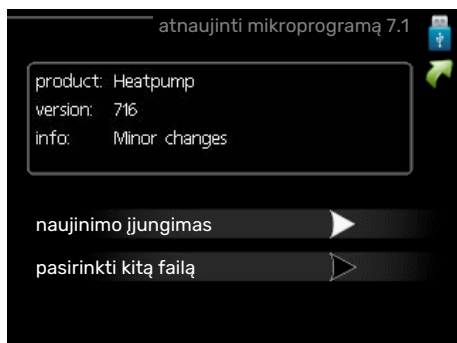 atnaujinti mikroprogramą 7.1
product: Heatpump
version: 716
info: Minor changes
naujinimo įjungimas
pasirinkti kitą failą